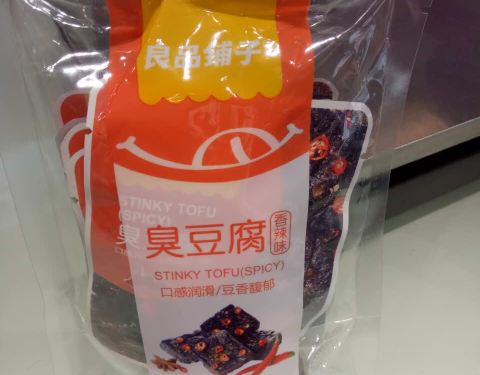 良品铺子
STINKY TOFU
(SPICY)
臭
臭豆腐
香辣味
STINKY TOFU(SPICY)
口感润滑/豆香馥郁